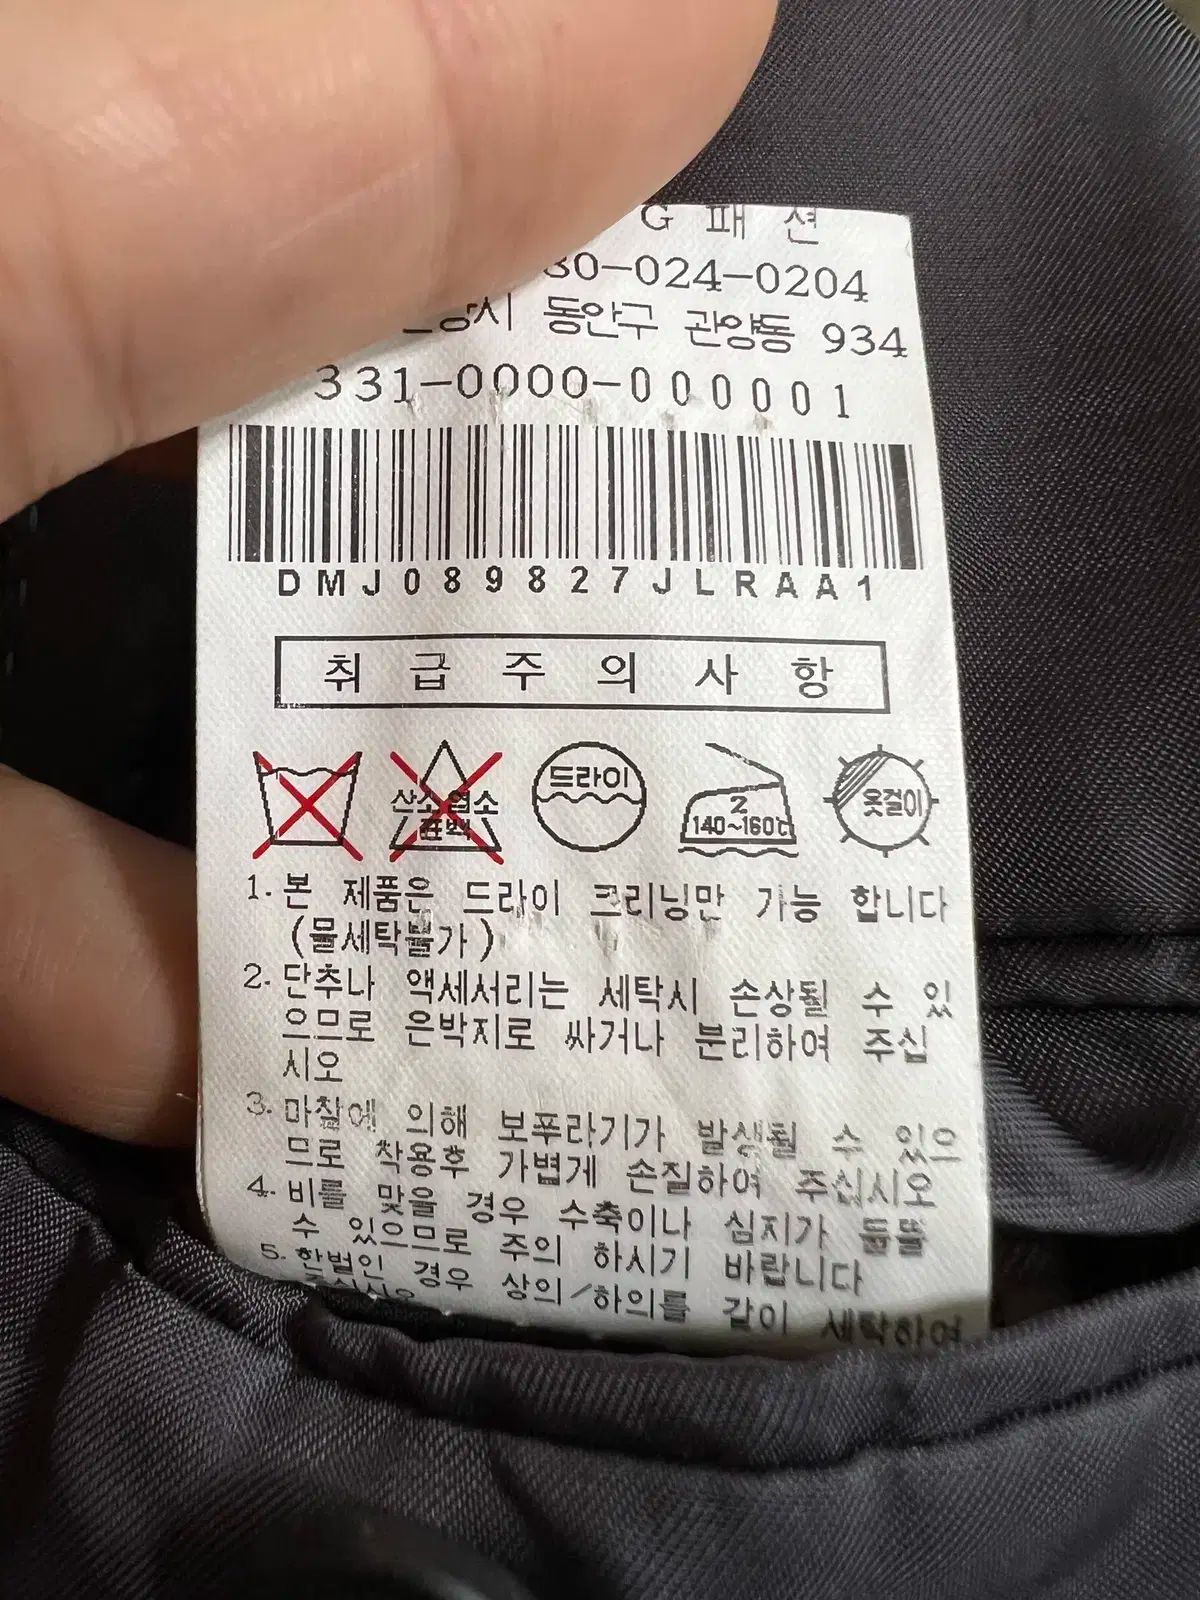 G 패 션
30-024-0204
양시 동안구 관양동 934
331-0000-000001
DMJ089827JLRAA1
취급주의사항
산소 염소
표백
드라이
2
140~160℃
옷걸이
1. 본 제품은 드라이 크리닝만 가능 합니다
(물세탁불가)
2. 단추나 액세서리는 세탁시 손상될 수 있
으므로 은박지로 싸거나 분리하여 주십
시오
3. 마찰에 의해 보푸라기가 발생될 수 있으
므로 착용후 가볍게 손질하여 주십시오
4. 비를 맞을 경우 수축이나 심지가 들뜰
수 있으므로 주의 하시기 바랍니다
5. 한벌인 경우 상의/하의를 같이 세탁하여
주십시오